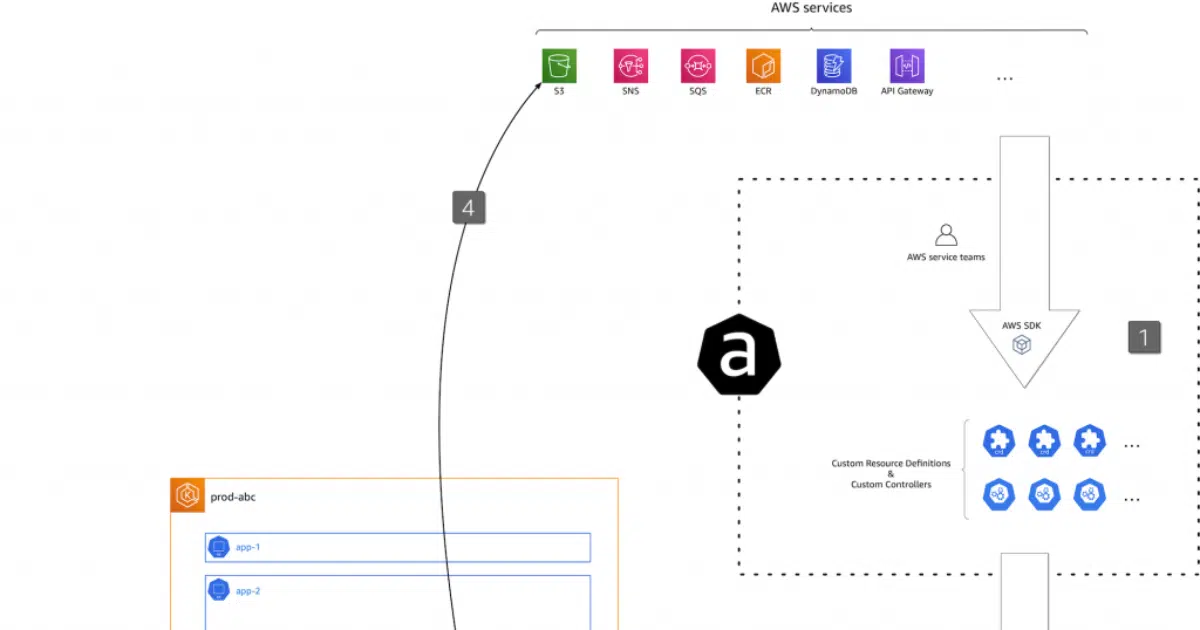 AWS services
S3
SNS
SQS
ECR
DynamoDB
API Gateway
...
4
AWS service teams
AWS SDK
1
a
crd
crd
crd
...
Custom Resource Definitions
&
Custom Controllers
...
prod-abc
app-1
app-2